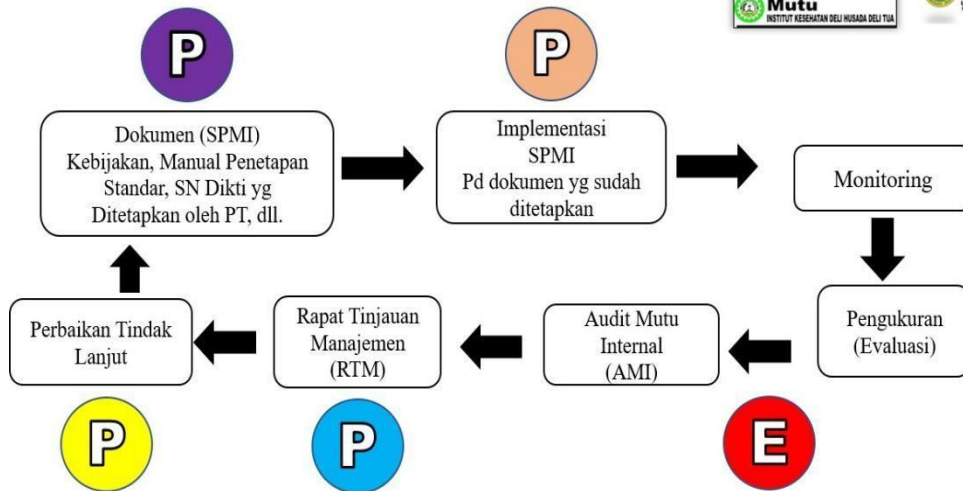 Mutu
INSTITUT KESEHATAN DELI HUSADA DELI TUA
P
P
Dokumen (SPMI)
Kebijakan, Manual Penetapan
Standar, SN Dikti yg
Ditetapkan oleh PT, dll.
Implementasi
SPMI
Pd dokumen yg sudah
ditetapkan
Monitoring
Pengukuran
(Evaluasi)
Audit Mutu
Internal
(AMI)
Rapat Tinjauan
Manajemen
(RTM)
Perbaikan Tindak
Lanjut
P
P
E